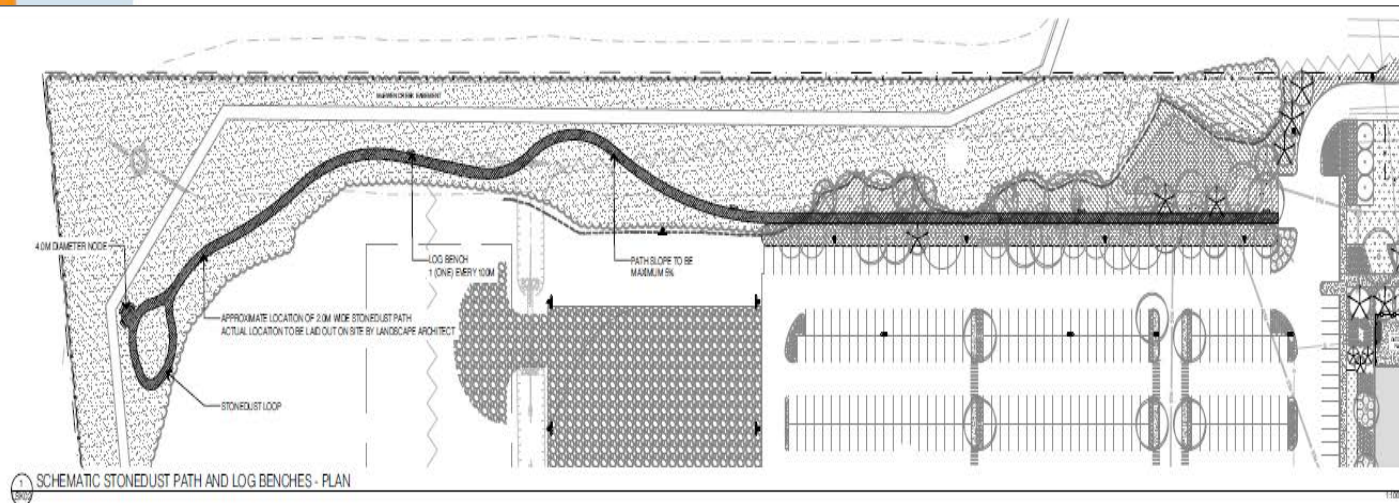 4.0M DIAMETER NODE
LOG BENCH
1 (ONE) EVERY 100M
PATH SLOPE TO BE
MAXIMUM 5%
APPROXIMATE LOCATION OF 2.0M WIDE STONEDUST PATH
ACTUAL LOCATION TO BE LAID OUT ON SITE BY LANDSCAPE ARCHITECT
STONEDUST LOOP
1
SCHEMATIC STONEDUST PATH AND LOG BENCHES - PLAN